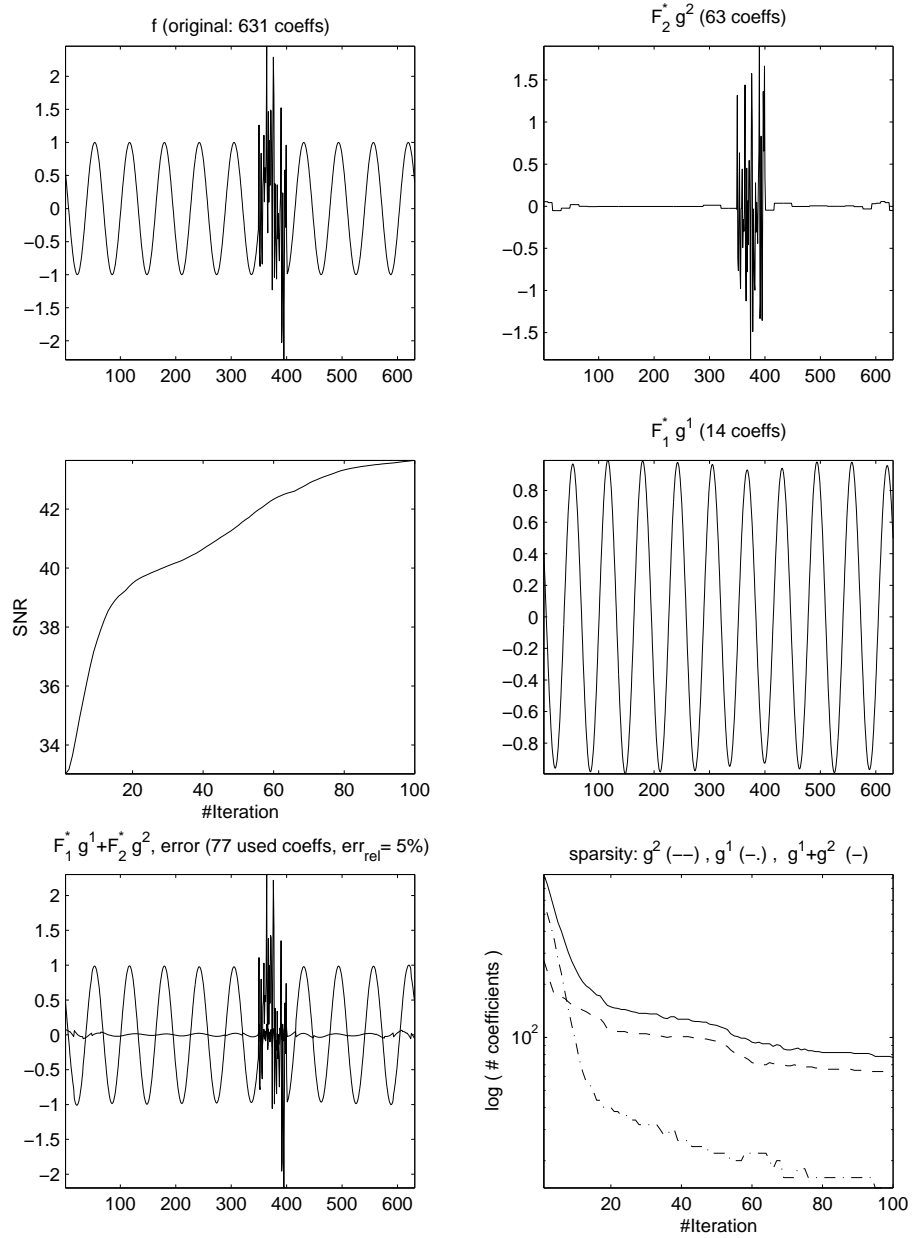 f (original: 631 coeffs)
2
1.5
1
0.5
0
−0.5
−1
−1.5
−2
100 200 300 400 500 600
F₂* g² (63 coeffs)
1.5
1
0.5
0
−0.5
−1
−1.5
100 200 300 400 500 600
SNR
42
40
38
36
34
20 40 60 80 100
#Iteration
F₁* g¹ (14 coeffs)
0.8
0.6
0.4
0.2
0
−0.2
−0.4
−0.6
−0.8
100 200 300 400 500 600
F₁* g¹+F₂* g², error (77 used coeffs, err_rel= 5%)
2
1.5
1
0.5
0
−0.5
−1
−1.5
−2
100 200 300 400 500 600
sparsity: g² (−−) , g¹ (−.) , g¹+g² (−)
log ( # coefficients )
10²
20 40 60 80 100
#Iteration